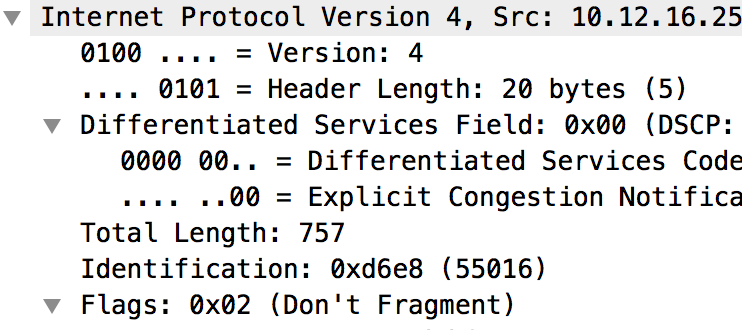 Internet Protocol Version 4, Src: 10.12.16.25
0100 .... = Version: 4
.... 0101 = Header Length: 20 bytes (5)
Differentiated Services Field: 0x00 (DSCP:
0000 00.. = Differentiated Services Code
.... ..00 = Explicit Congestion Notifica
Total Length: 757
Identification: 0xd6e8 (55016)
Flags: 0x02 (Don't Fragment)